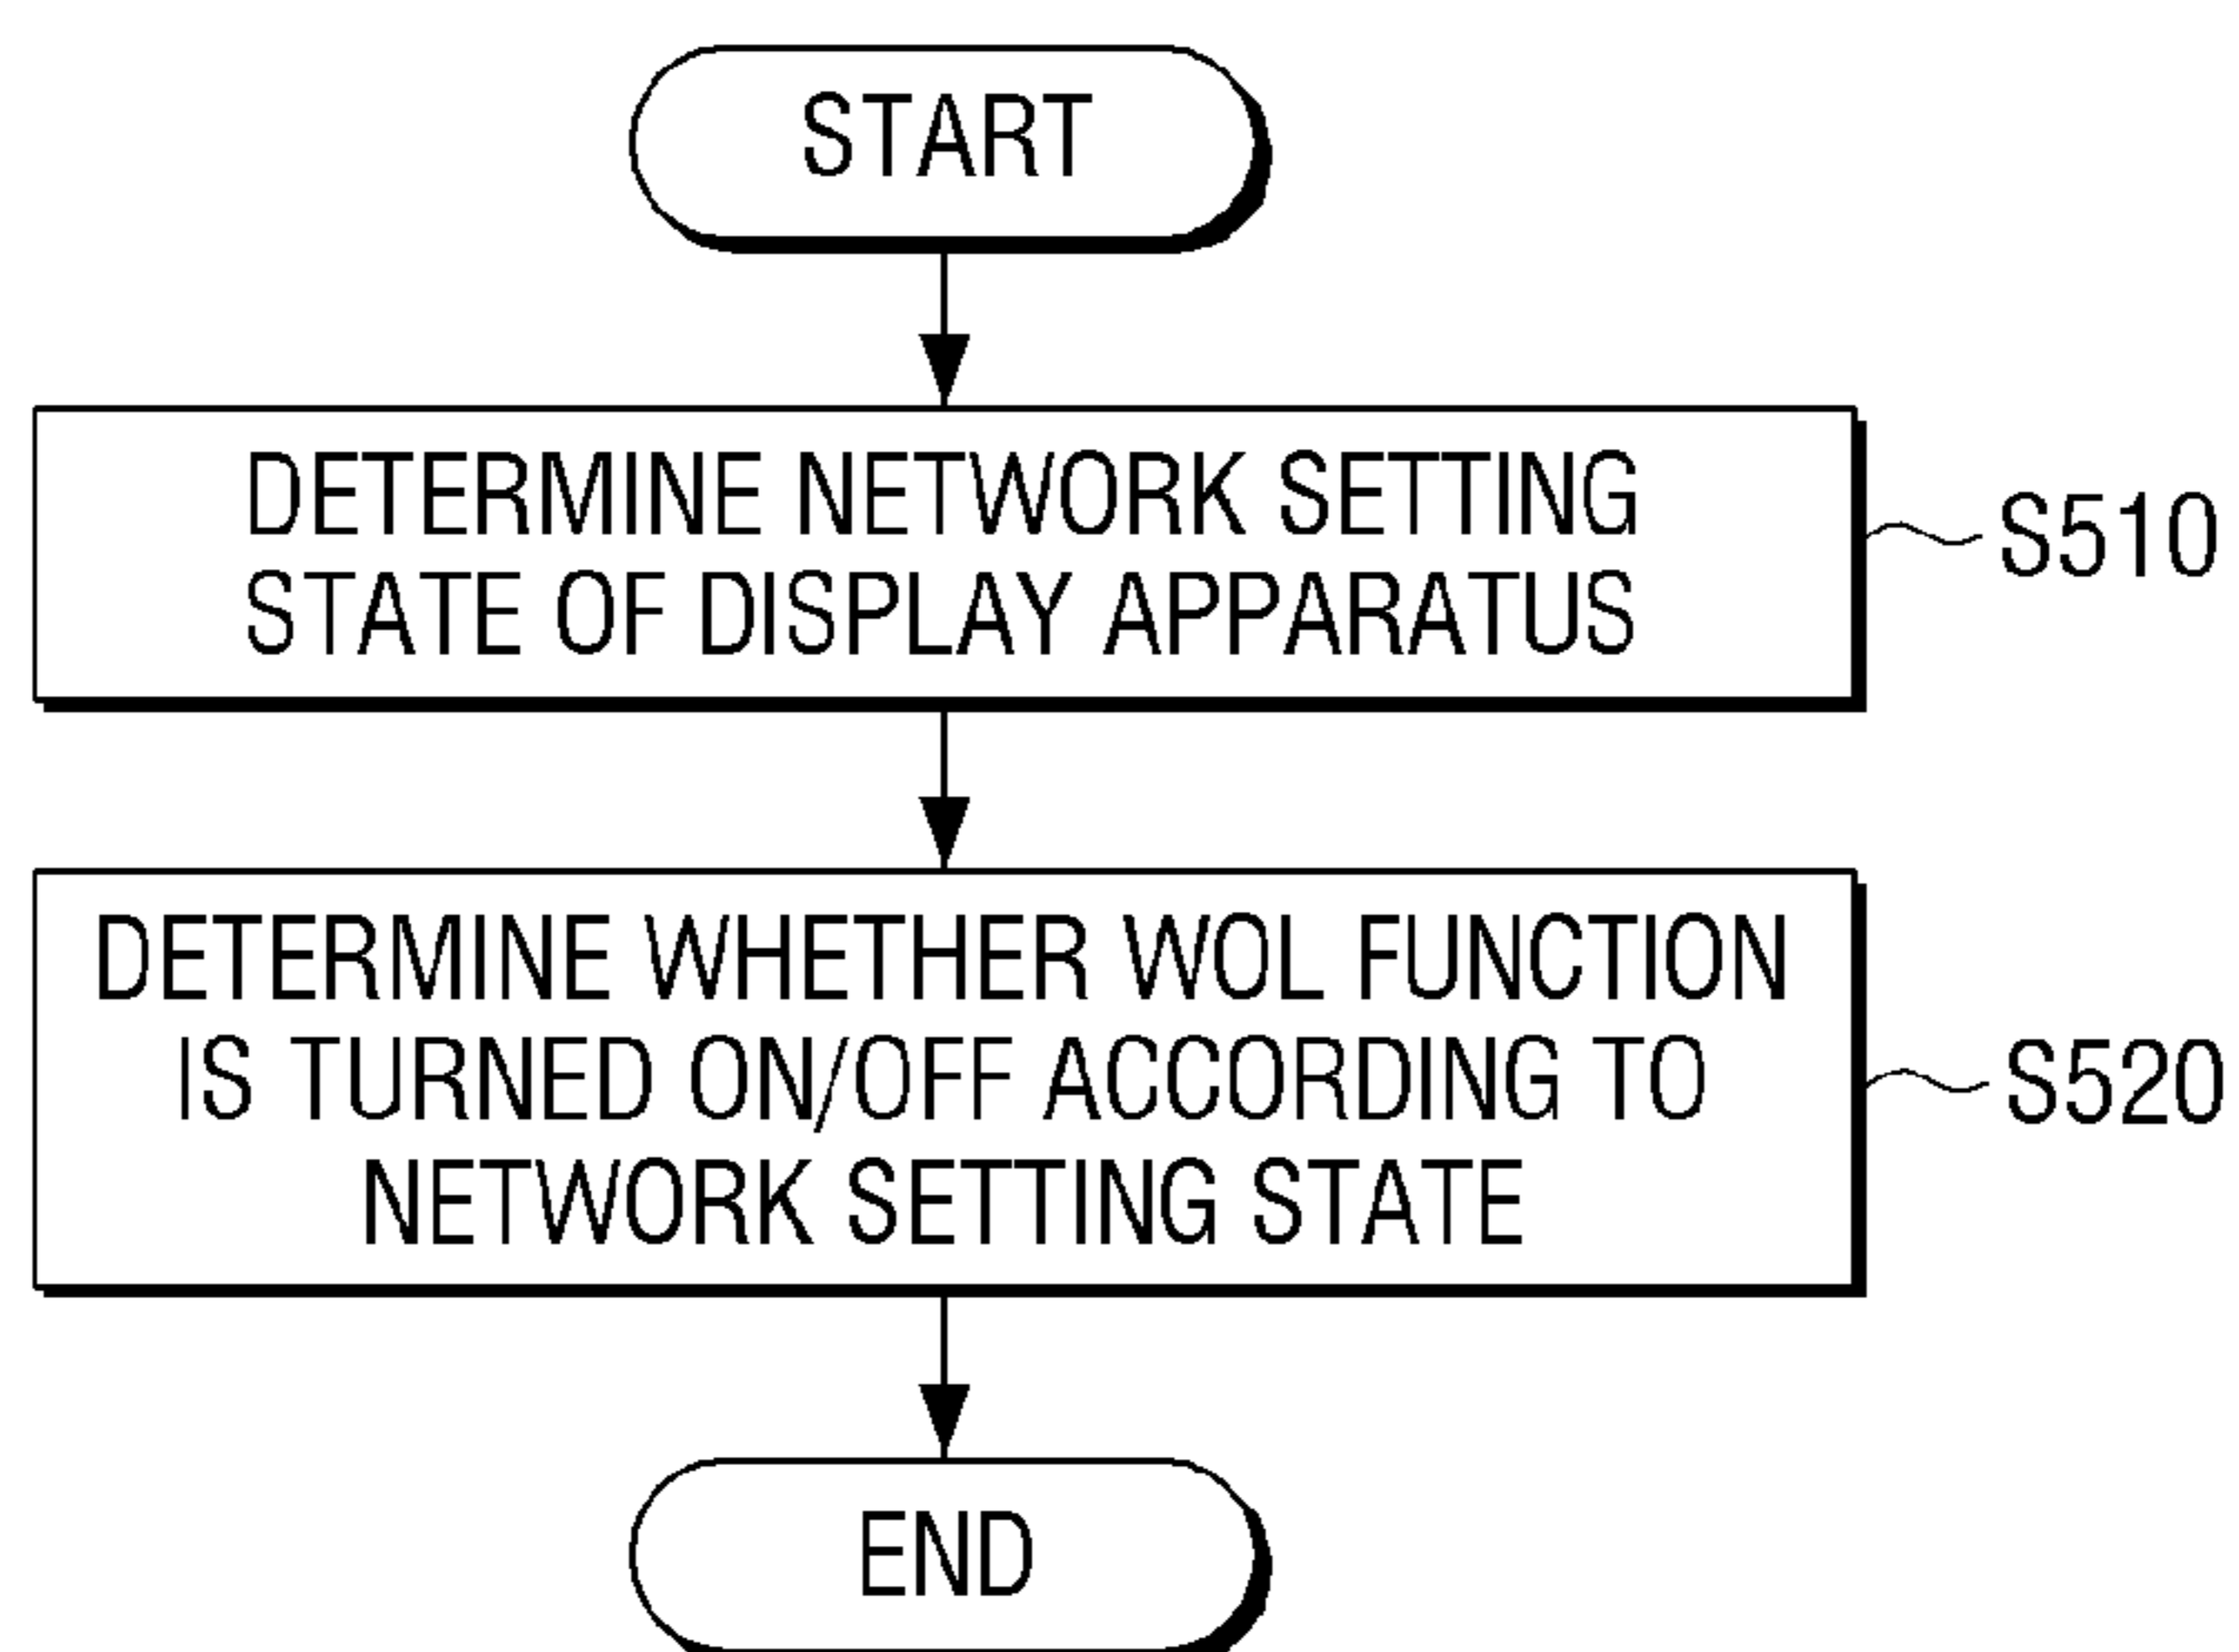 START
DETERMINE NETWORK SETTING
STATE OF DISPLAY APPARATUS
S510
DETERMINE WHETHER WOL FUNCTION
IS TURNED ON/OFF ACCORDING TO
NETWORK SETTING STATE
S520
END